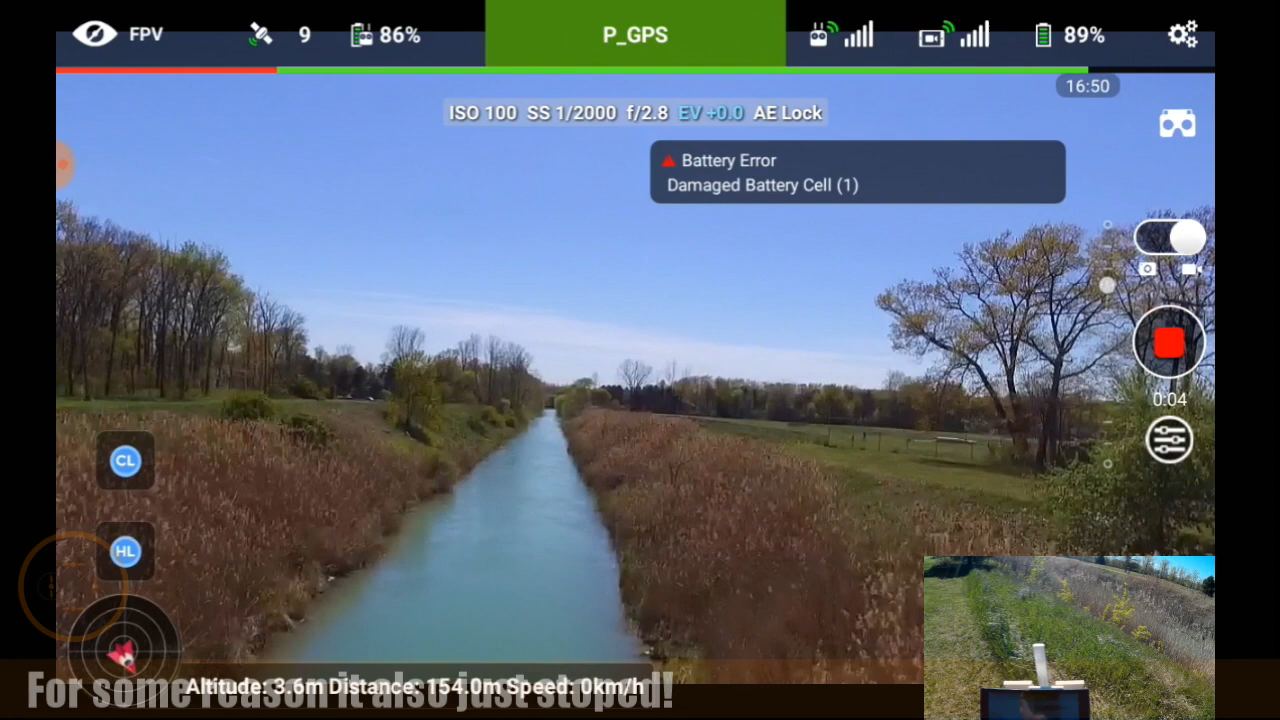 FPV 9 86% P_GPS 89%
16:50
ISO 100 SS 1/2000 f/2.8 EV +0.0 AE Lock
Battery Error
Damaged Battery Cell (1)
0:04
CL
HL
Altitude: 3.6m Distance: 154.0m Speed: 0km/h
For some reason it also just stoped!